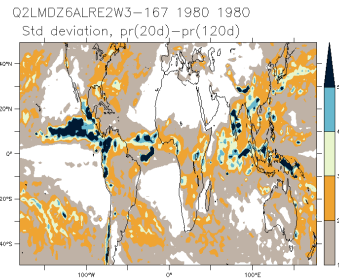 Q2LMDZ6ALRE2W3-167 1980 1980
Std deviation, pr(20d)-pr(120d)
40°N
20°N
0°
20°S
40°S
100°W
0°
100°E
5
4
3
2
1